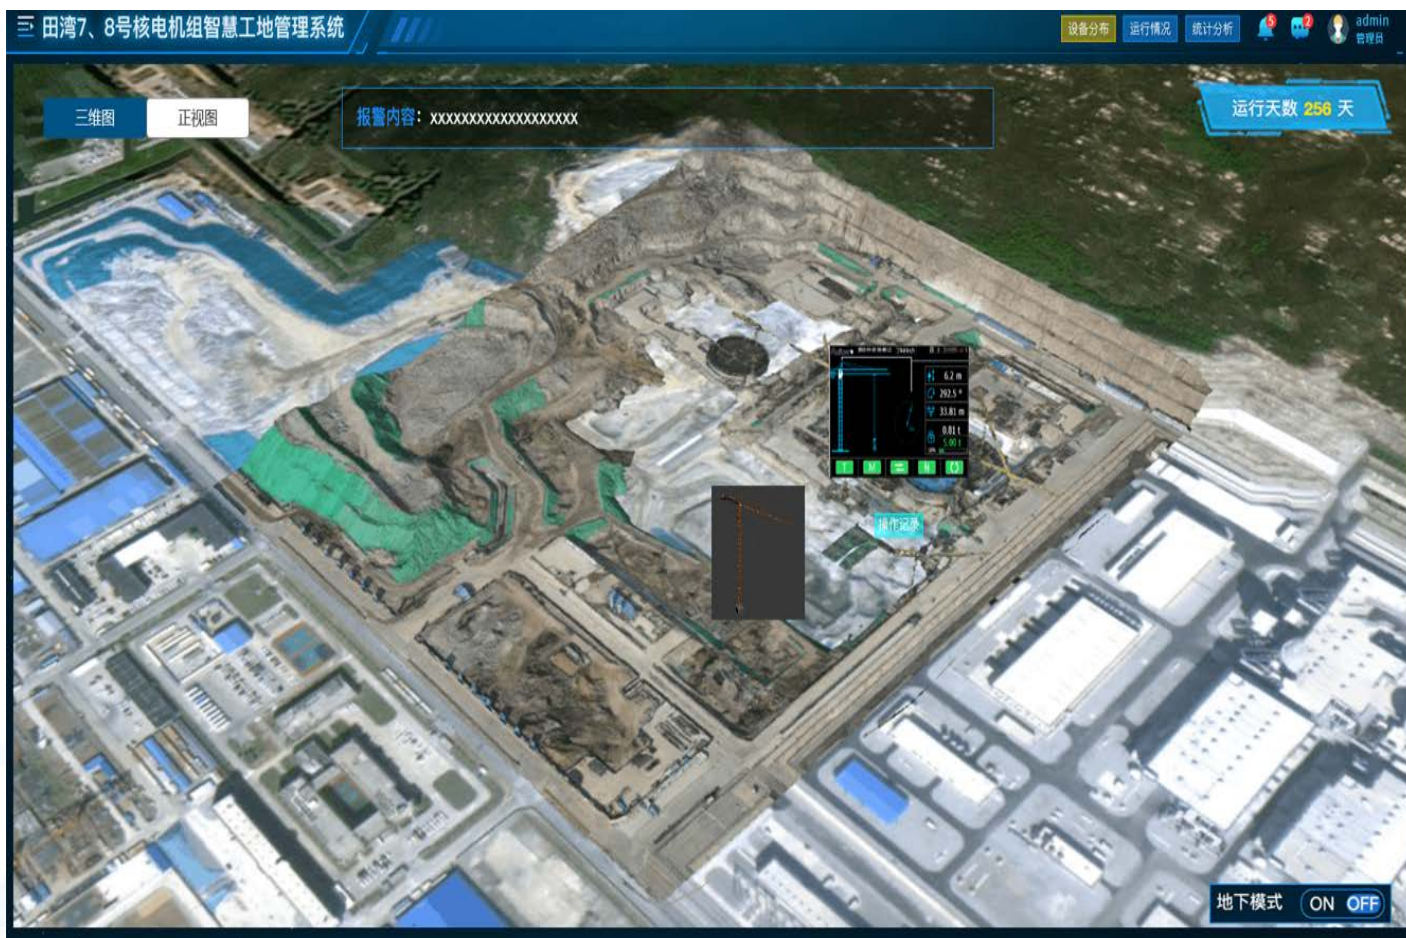 田湾7、8号核电机组智慧工地管理系统
设备分布 运行情况 统计分析 5 2 admin
管理员
三维图 正视图
报警内容：xxxxxxxxxxxxxxxxxxx
运行天数 256 天
6.2 m
292.5 °
33.81 m
0.01 t
5.00 t
T M N
操作记录
地下模式 ON OFF